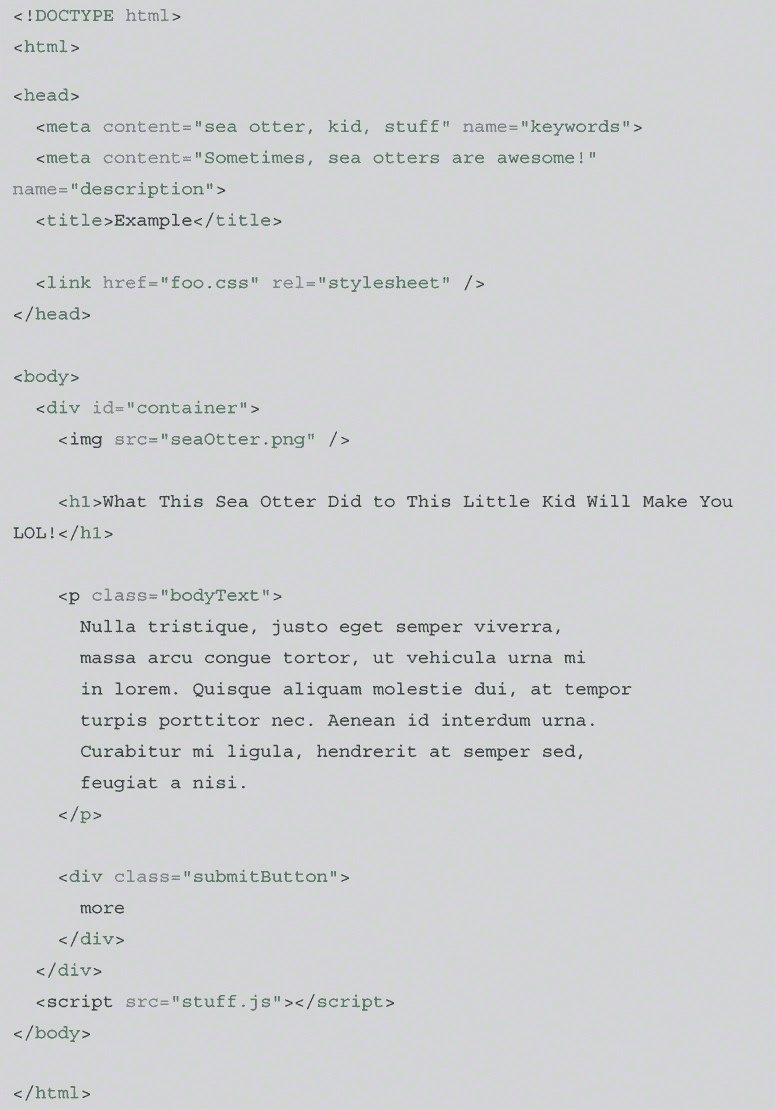 <!DOCTYPE html>
<html>
<head>
<meta content="sea otter, kid, stuff" name="keywords">
<meta content="Sometimes, sea otters are awesome!"
name="description">
<title>Example</title>
<link href="foo.css" rel="stylesheet" />
</head>
<body>
<div id="container">
<img src="seaOtter.png" />
<h1>What This Sea Otter Did to This Little Kid Will Make You
LOL!</h1>
<p class="bodyText">
Nulla tristique, justo eget semper viverra,
massa arcu congue tortor, ut vehicula urna mi
in lorem. Quisque aliquam molestie dui, at tempor
turpis porttitor nec. Aenean id interdum urna.
Curabitur mi ligula, hendrerit at semper sed,
feugiat a nisi.
</p>
<div class="submitButton">
more
</div>
</div>
<script src="stuff.js"></script>
</body>
</html>